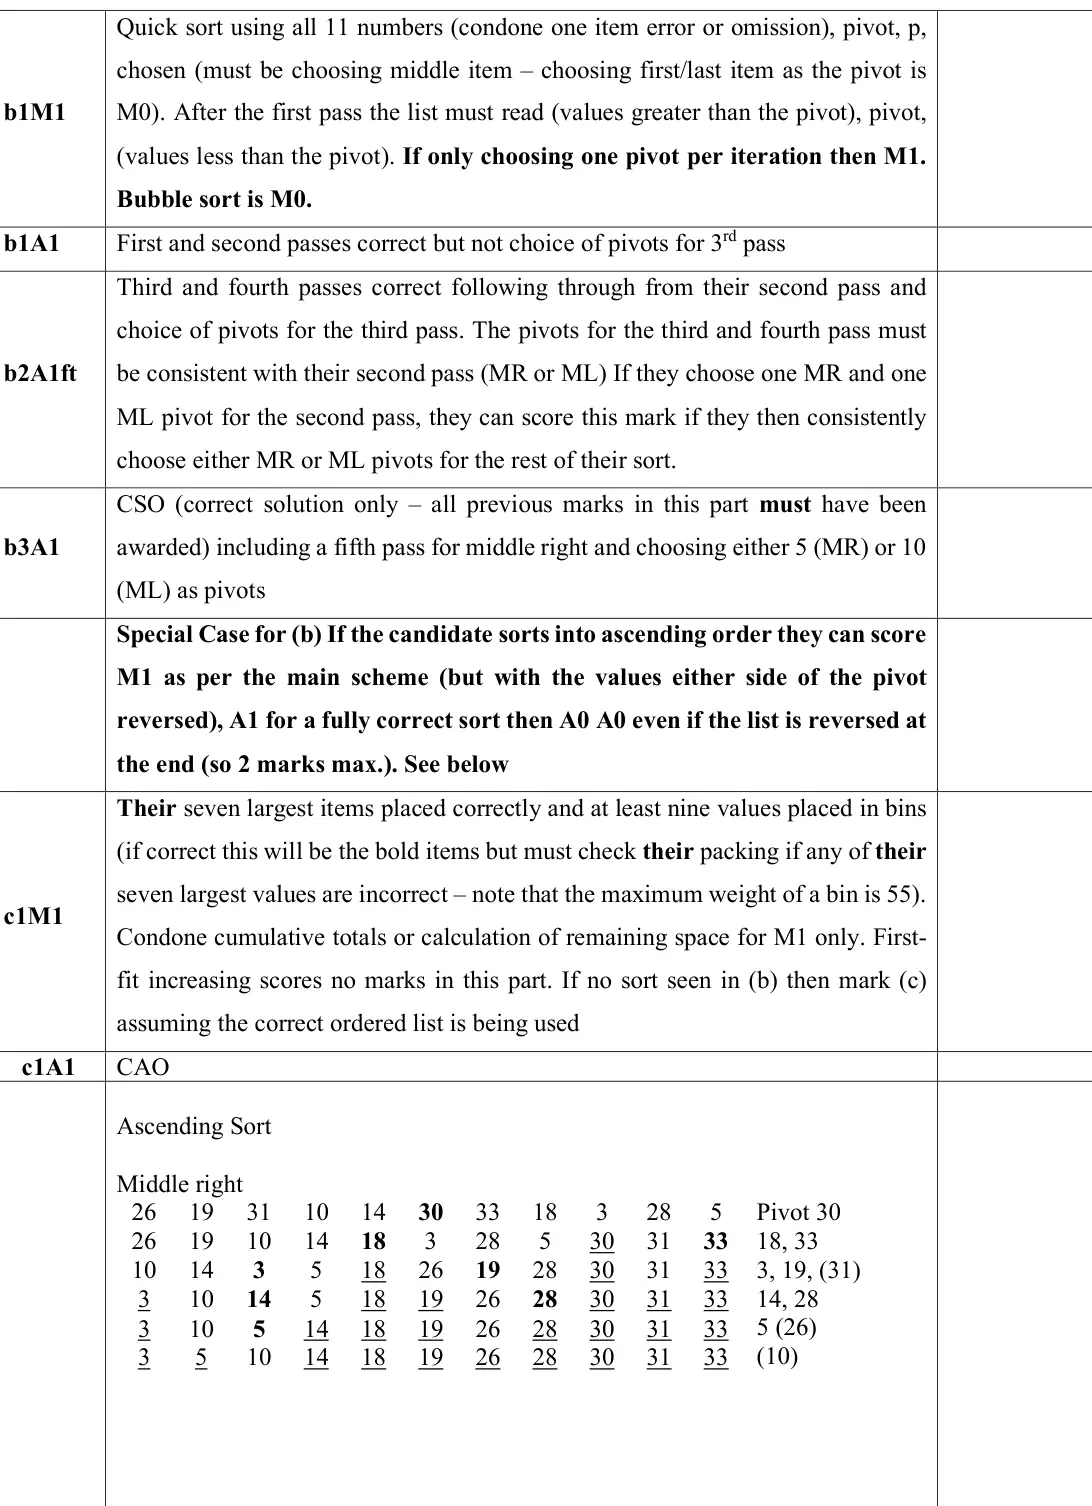 Quick sort using all 11 numbers (condone one item error or omission), pivot, p,
chosen (must be choosing middle item – choosing first/last item as the pivot is
b1M1 M0). After the first pass the list must read (values greater than the pivot), pivot,
(values less than the pivot). If only choosing one pivot per iteration then M1.
Bubble sort is M0.
b1A1 First and second passes correct but not choice of pivots for 3rd pass
Third and fourth passes correct following through from their second pass and
choice of pivots for the third pass. The pivots for the third and fourth pass must
b2A1ft be consistent with their second pass (MR or ML) If they choose one MR and one
ML pivot for the second pass, they can score this mark if they then consistently
choose either MR or ML pivots for the rest of their sort.
CSO (correct solution only – all previous marks in this part must have been
b3A1 awarded) including a fifth pass for middle right and choosing either 5 (MR) or 10
(ML) as pivots
Special Case for (b) If the candidate sorts into ascending order they can score
M1 as per the main scheme (but with the values either side of the pivot
reversed), A1 for a fully correct sort then A0 A0 even if the list is reversed at
the end (so 2 marks max.). See below
Their seven largest items placed correctly and at least nine values placed in bins
(if correct this will be the bold items but must check their packing if any of their
seven largest values are incorrect – note that the maximum weight of a bin is 55).
c1M1
Condone cumulative totals or calculation of remaining space for M1 only. First-
fit increasing scores no marks in this part. If no sort seen in (b) then mark (c)
assuming the correct ordered list is being used
c1A1 CAO
Ascending Sort
Middle right
26 19 31 10 14 30 33 18 3 28 5 Pivot 30
26 19 10 14 18 3 28 5 30 31 33 18, 33
10 14 3 5 18 26 19 28 30 31 33 3, 19, (31)
3 10 14 5 18 19 26 28 30 31 33 14, 28
3 10 5 14 18 19 26 28 30 31 33 5 (26)
3 5 10 14 18 19 26 28 30 31 33 (10)